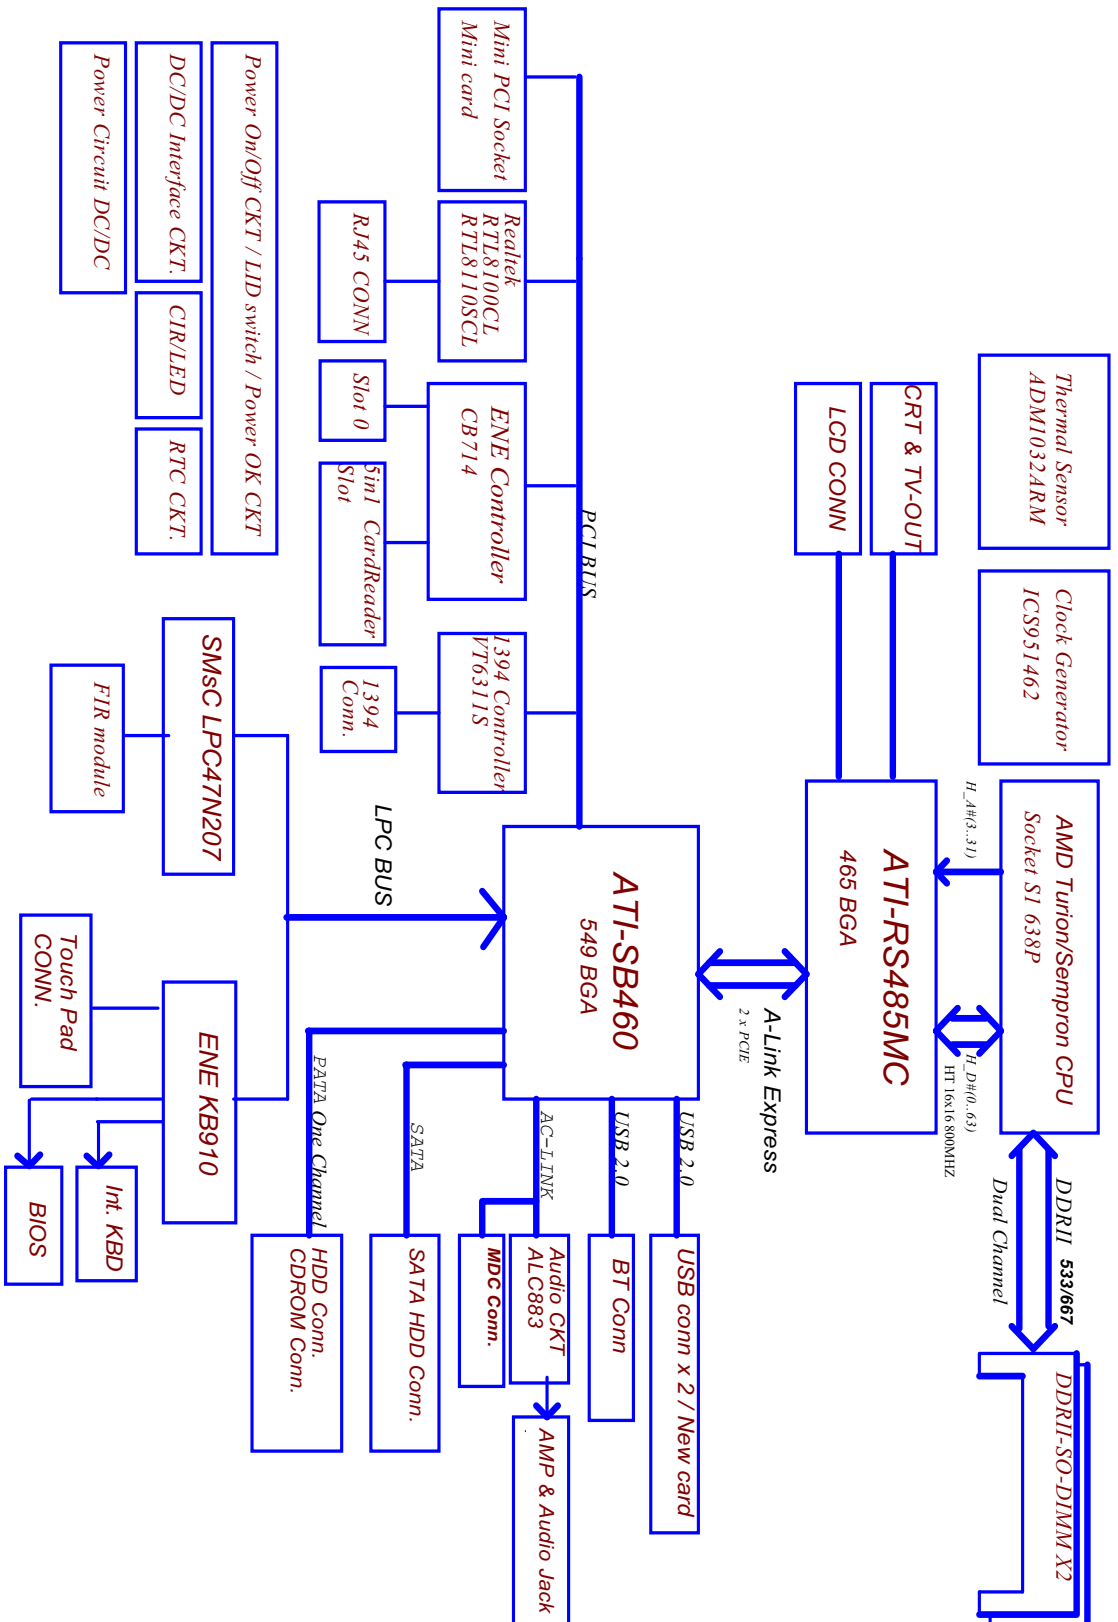 Thermal Sensor
ADM1032ARM
Clock Generator
ICS951462
AMD Turion/Sempron CPU
Socket S1 638P
DDRII 533/667
Dual Channel
DDRII-SO-DIMM X2
H_A#(3..31)
H_D#(0..63)
HT 16x16 800MHZ
CRT & TV-OUT
LCD CONN
ATI-RS485MC
465 BGA
A-Link Express
2 x PCIE
ATI-SB460
549 BGA
USB 2.0
USB conn x 2 / New card
USB 2.0
BT Conn
AC-LINK
Audio CKT
ALC883
AMP & Audio Jack
MDC Conn.
SATA
SATA HDD Conn.
PATA One Channel
HDD Conn.
CDROM Conn.
PCI BUS
Mini PCI Socket
Mini card
Realtek
RTL8100CL
RTL8110SCL
RJ45 CONN
ENE Controller
CB714
Slot 0
5in1 CardReader
Slot
1394 Controller
VT6311S
1394
Conn.
LPC BUS
SMsC LPC47N207
FIR module
ENE KB910
Touch Pad
CONN.
Int. KBD
BIOS
Power On/Off CKT / LID switch / Power OK CKT
DC/DC Interface CKT.
CIR/LED
RTC CKT.
Power Circuit DC/DC